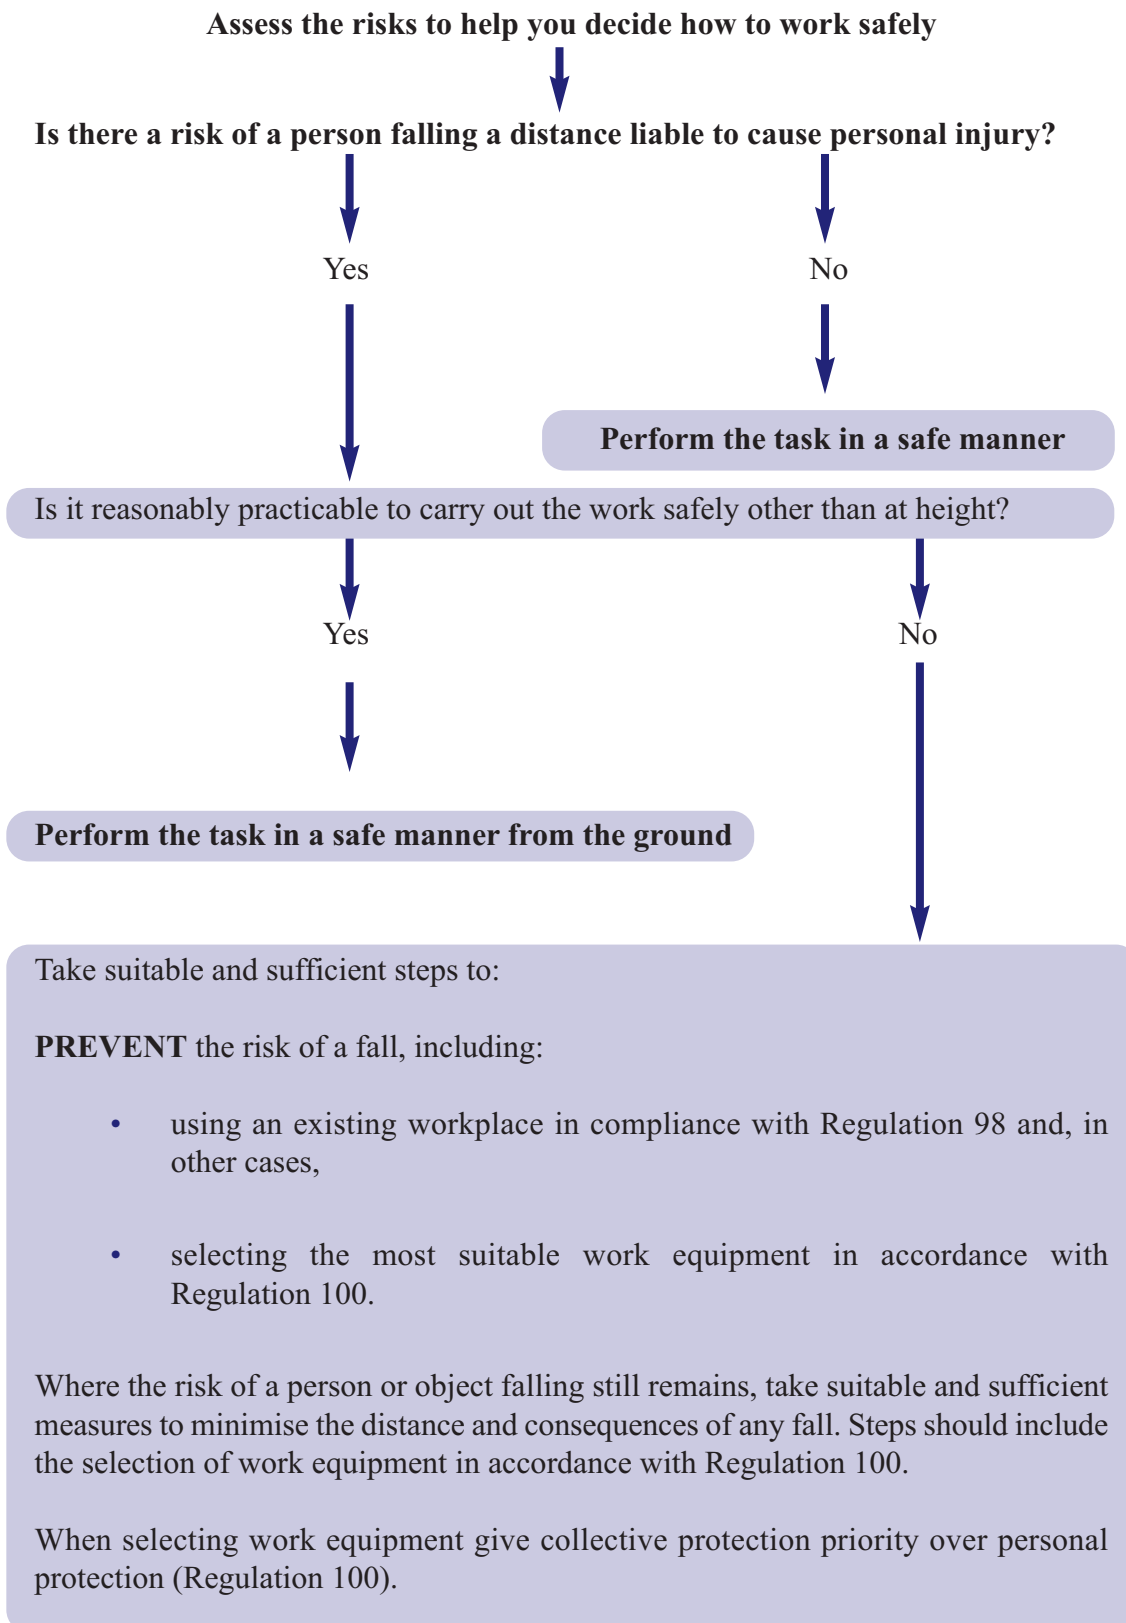 Assess the risks to help you decide how to work safely
Is there a risk of a person falling a distance liable to cause personal injury?
Yes
No
Perform the task in a safe manner
Is it reasonably practicable to carry out the work safely other than at height?
Yes
No
Perform the task in a safe manner from the ground
Take suitable and sufficient steps to:
PREVENT the risk of a fall, including:
• using an existing workplace in compliance with Regulation 98 and, in
other cases,
• selecting the most suitable work equipment in accordance with
Regulation 100.
Where the risk of a person or object falling still remains, take suitable and sufficient
measures to minimise the distance and consequences of any fall. Steps should include
the selection of work equipment in accordance with Regulation 100.
When selecting work equipment give collective protection priority over personal
protection (Regulation 100).